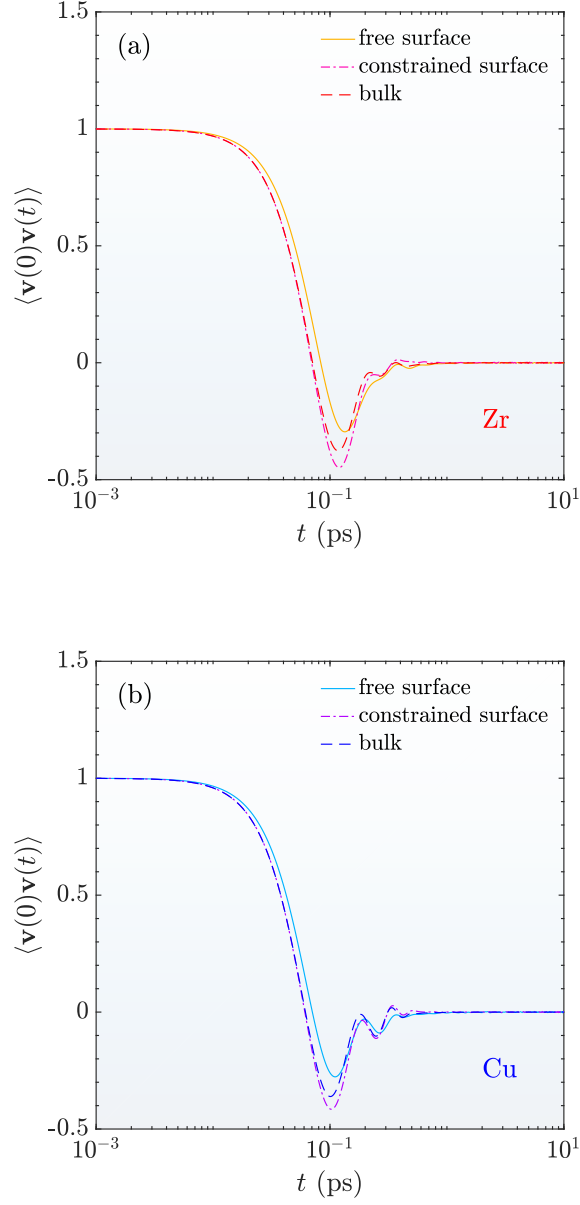 1.5
(a)
free surface
constrained surface
bulk
1
0.5
0
-0.5
⟨v(0)v(t)⟩
Zr
10⁻³ 10⁻¹ 10¹
t (ps)
1.5
(b)
free surface
constrained surface
bulk
1
0.5
0
-0.5
⟨v(0)v(t)⟩
Cu
10⁻³ 10⁻¹ 10¹
t (ps)